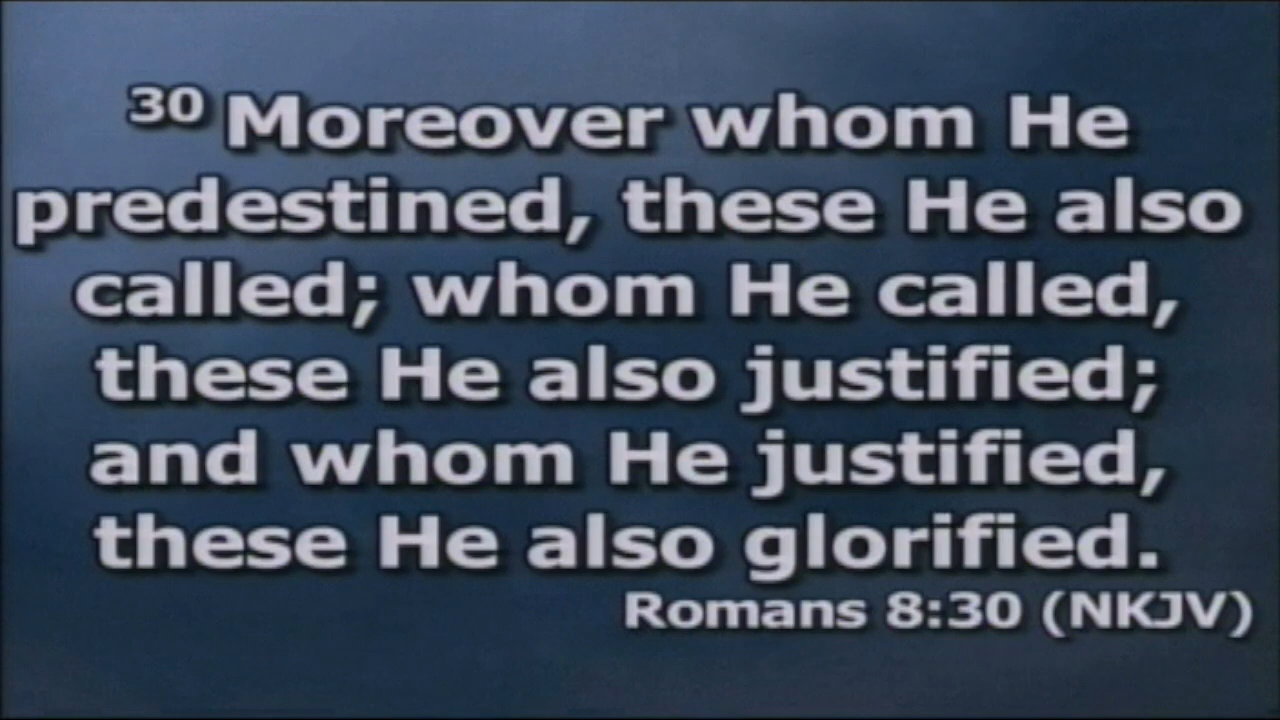 30 Moreover whom He
predestined, these He also
called; whom He called,
these He also justified;
and whom He justified,
these He also glorified.
Romans 8:30 (NKJV)